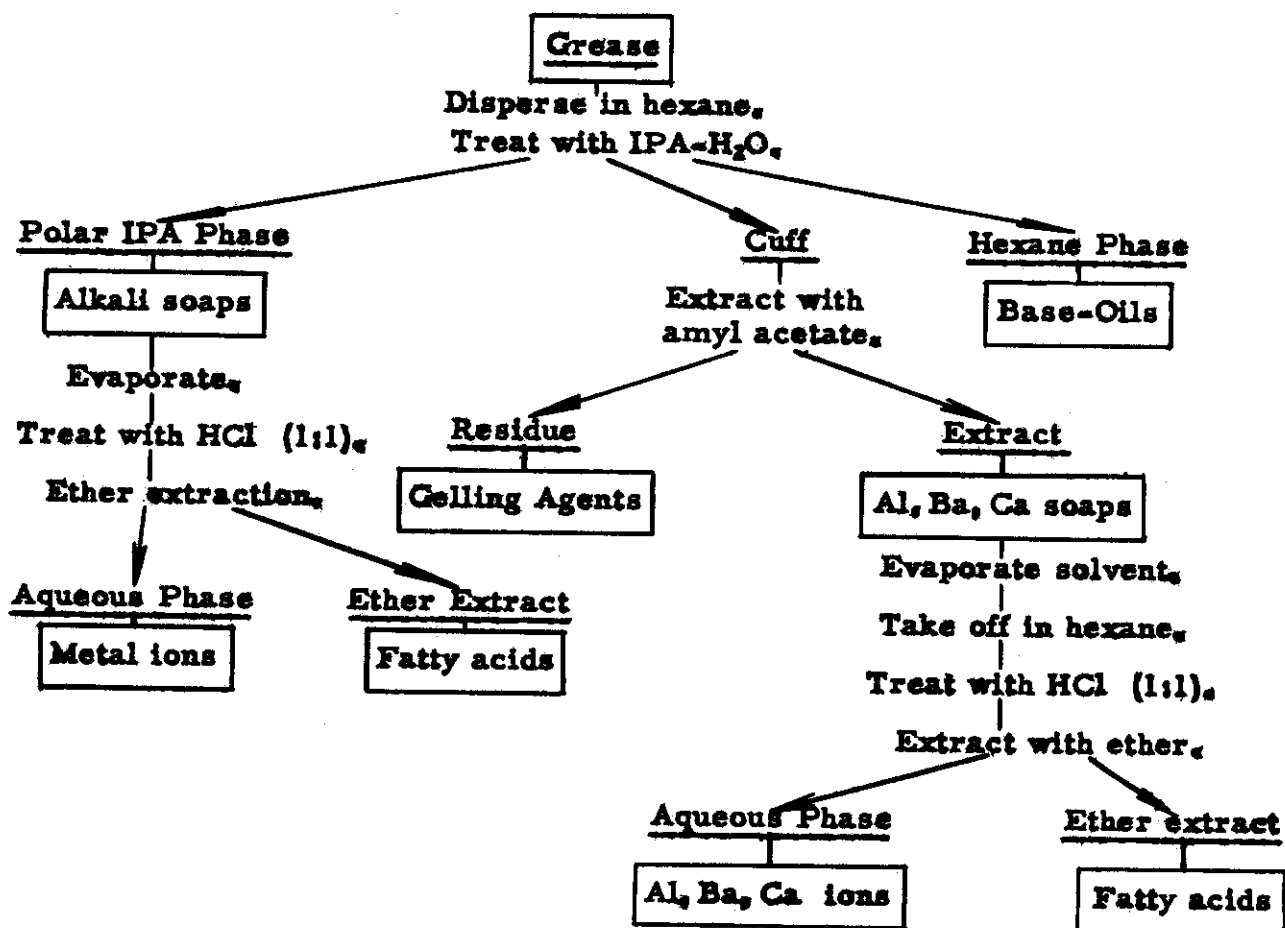 Grease
Disperse in hexane.
Treat with IPA-H₂O.
Polar IPA Phase
Alkali soaps
Evaporate.
Treat with HCl (1:1).
Ether extraction.
Aqueous Phase
Metal ions
Ether Extract
Fatty acids
Cuff
Extract with
amyl acetate.
Residue
Gelling Agents
Extract
Al, Ba, Ca soaps
Evaporate solvent.
Take off in hexane.
Treat with HCl (1:1).
Extract with ether.
Aqueous Phase
Al, Ba, Ca ions
Ether extract
Fatty acids
Hexane Phase
Base-Oils